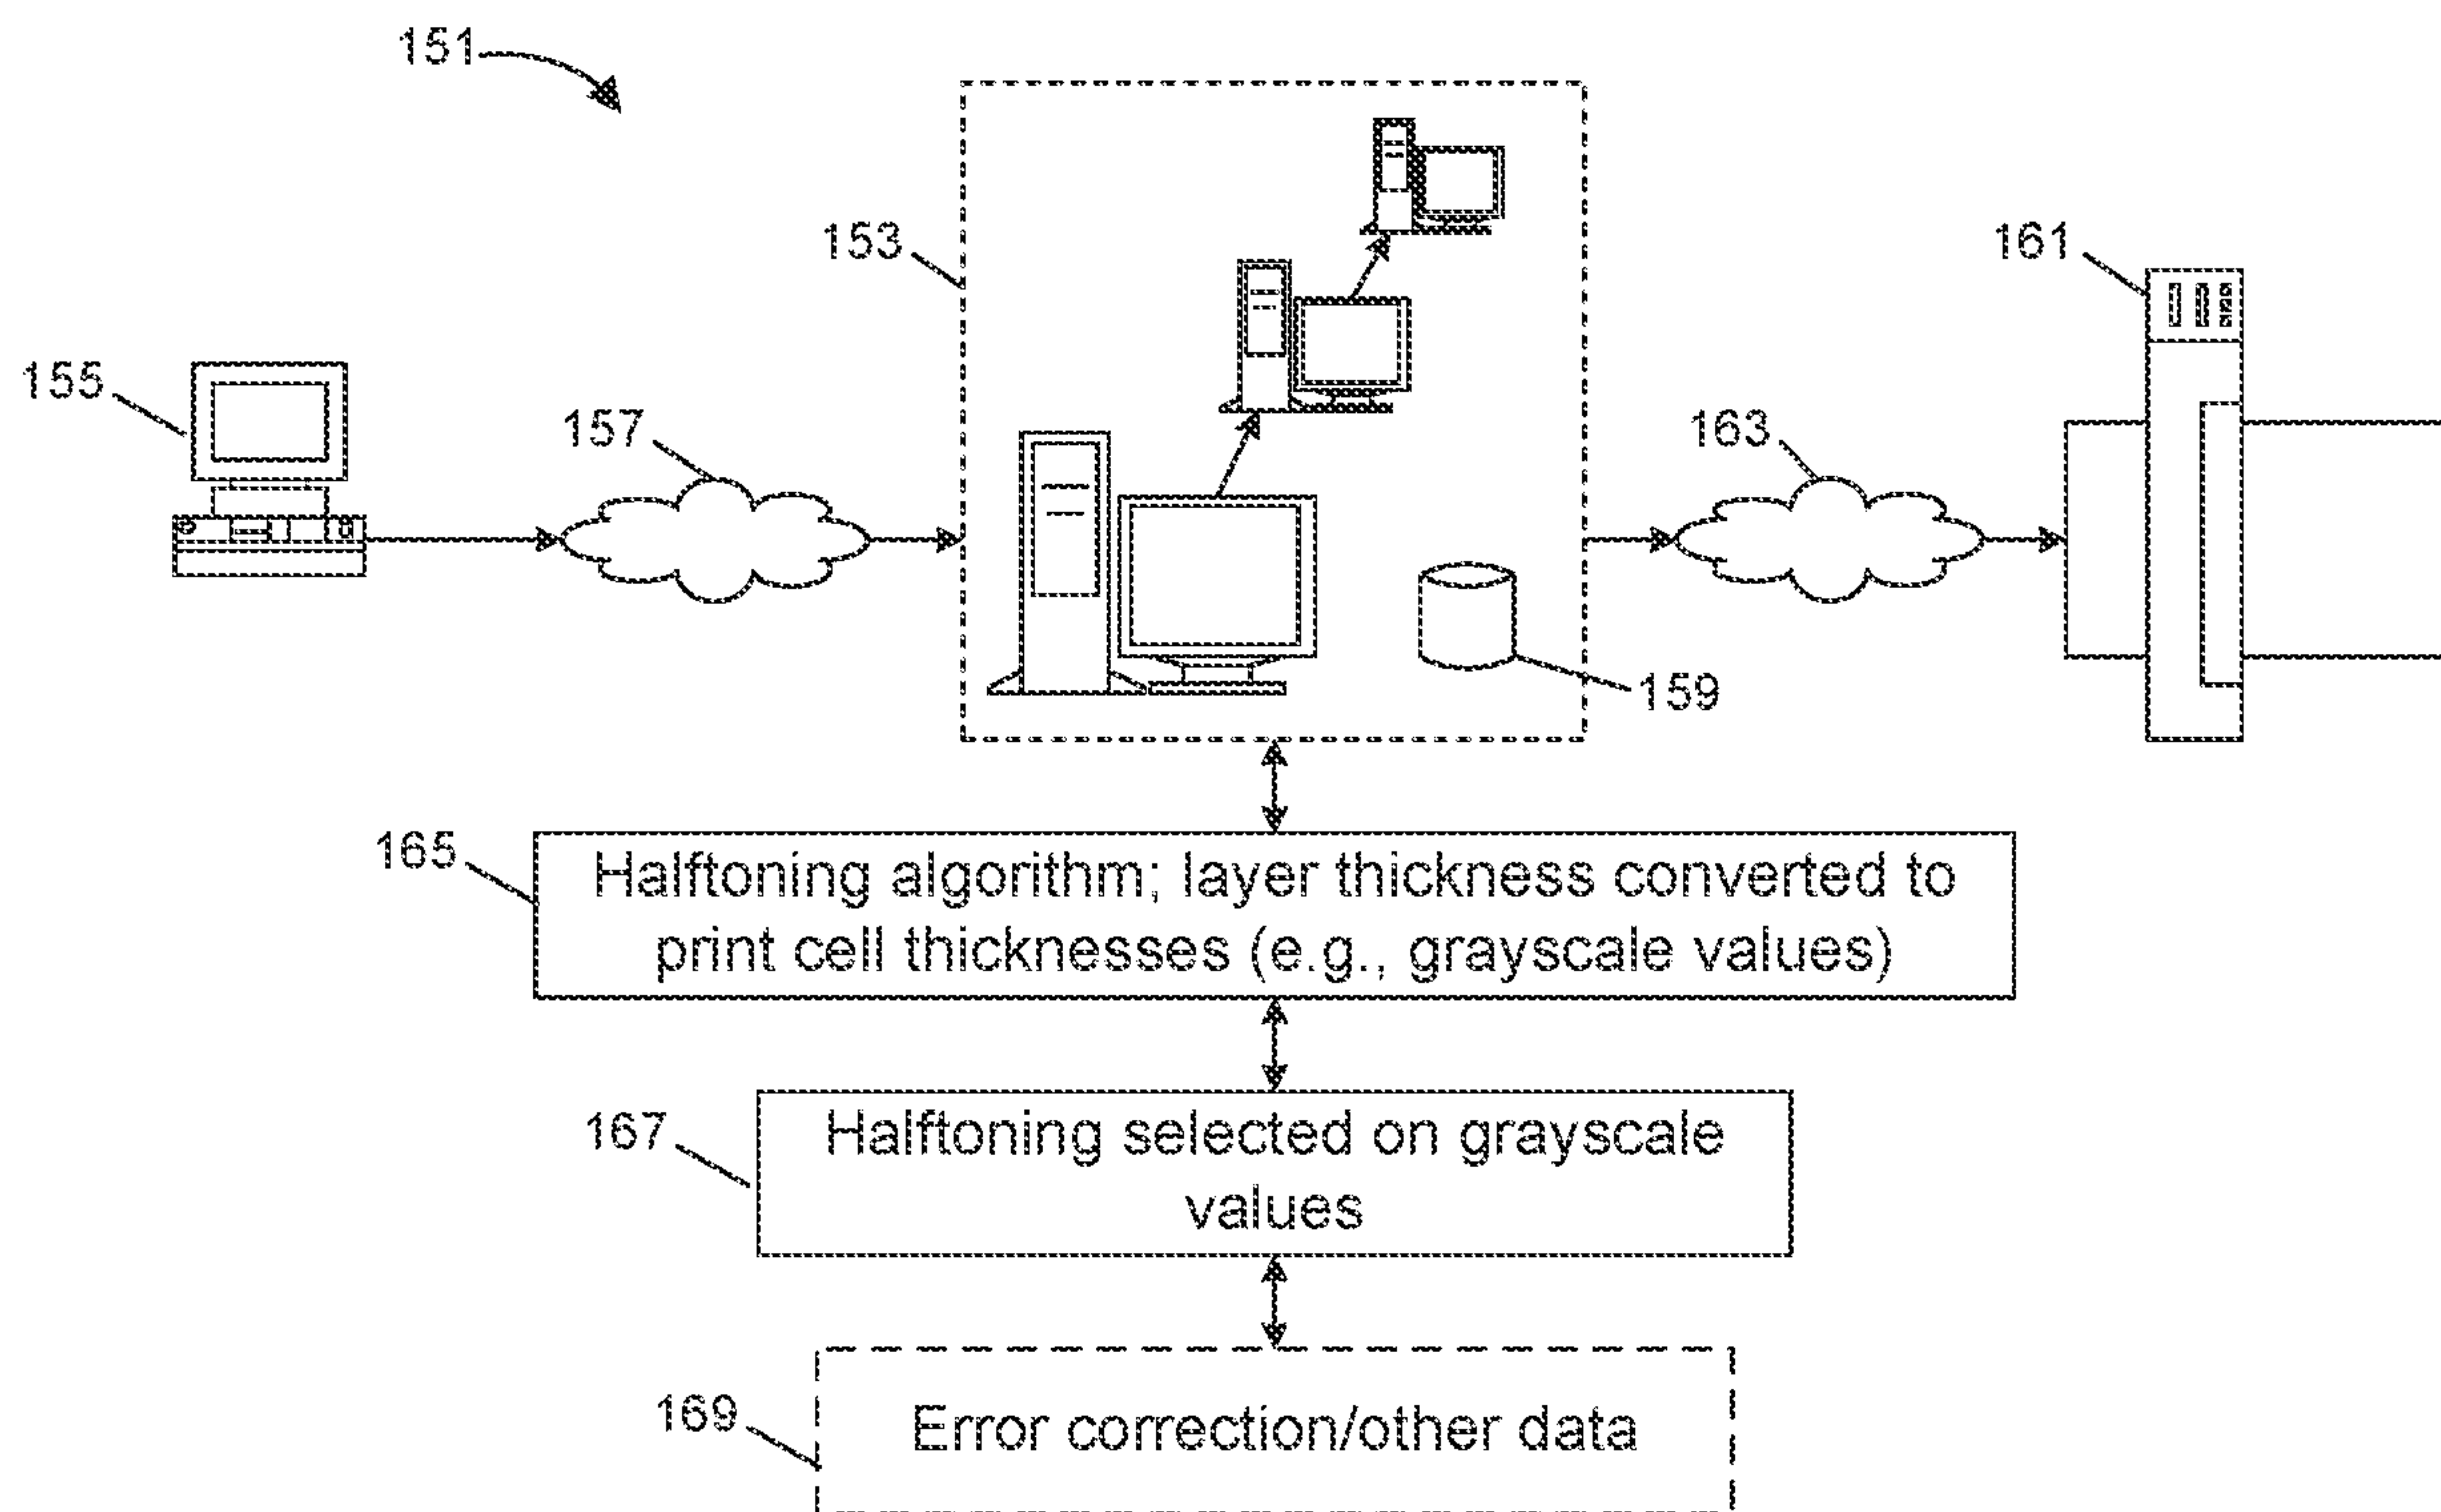 151
153
161
155
157
163
159
165
Halftoning algorithm; layer thickness converted to
print cell thicknesses (e.g., grayscale values)
167
Halftoning selected on grayscale
values
169
Error correction/other data